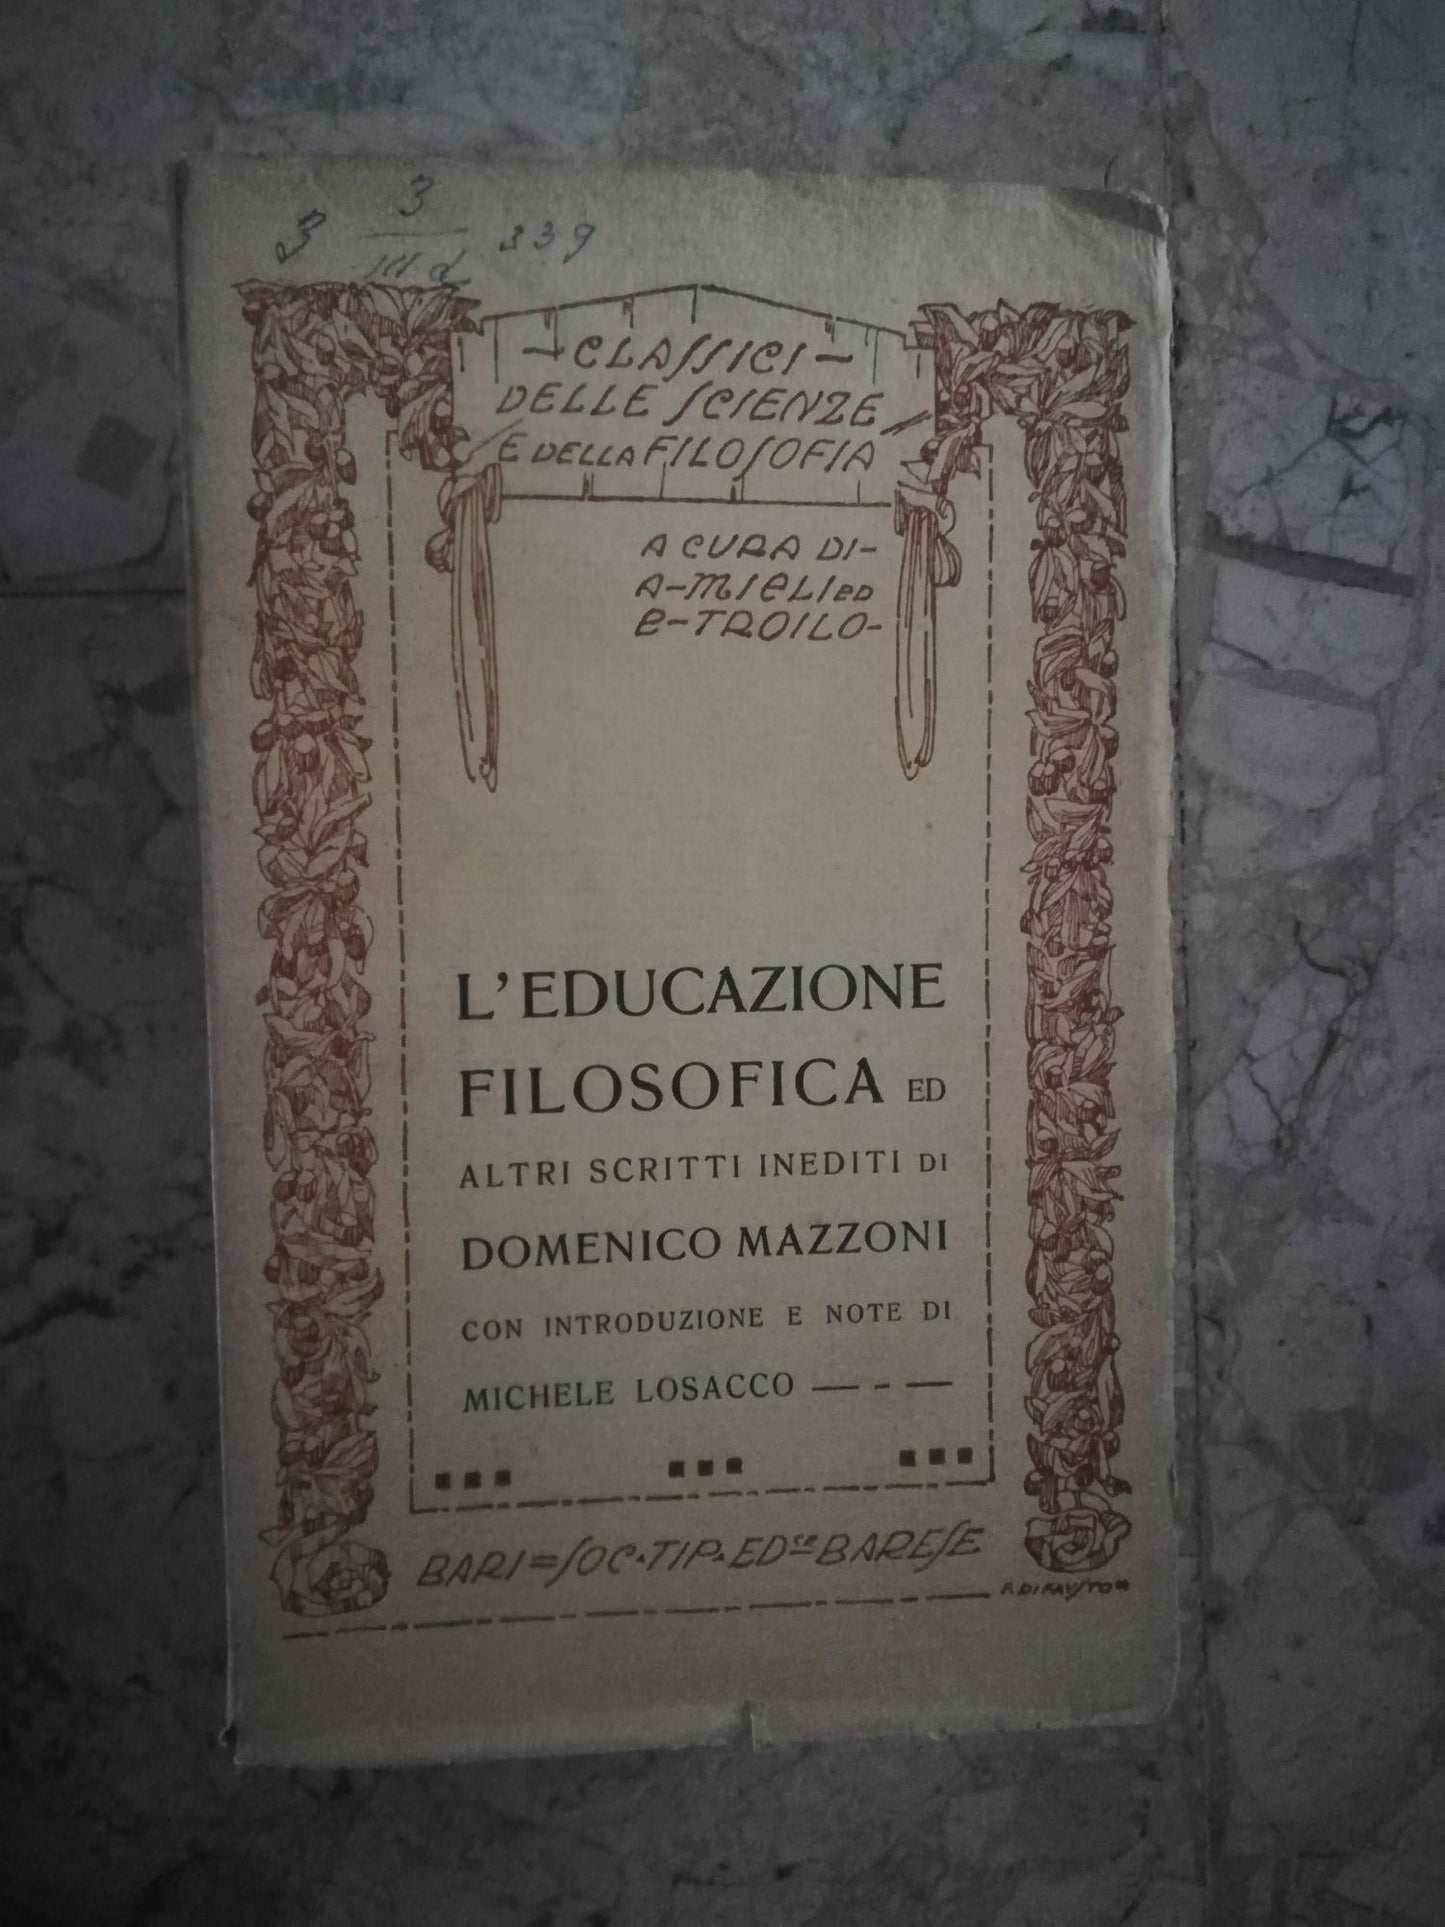 3 3 339
III d
— CLASSICI —
DELLE SCIENZE
E DELLA FILOSOFIA
A CURA DI-
A-MIELI ED
E-TROILO-
L'EDUCAZIONE
FILOSOFICA ED
ALTRI SCRITTI INEDITI DI
DOMENICO MAZZONI
CON INTRODUZIONE E NOTE DI
MICHELE LOSACCO — - —
BARI = SOC. TIP. ED.CE BARESE